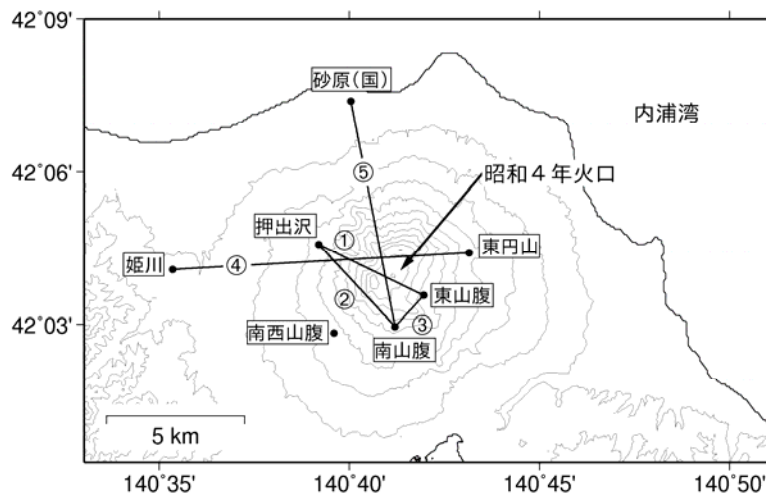 42°09'
砂原(国)
内浦湾
42°06'
⑤
昭和4年火口
押出沢
①
東円山
姫川
④
②
東山腹
③
42°03'
南西山腹
南山腹
5 km
140°35'
140°40'
140°45'
140°50'